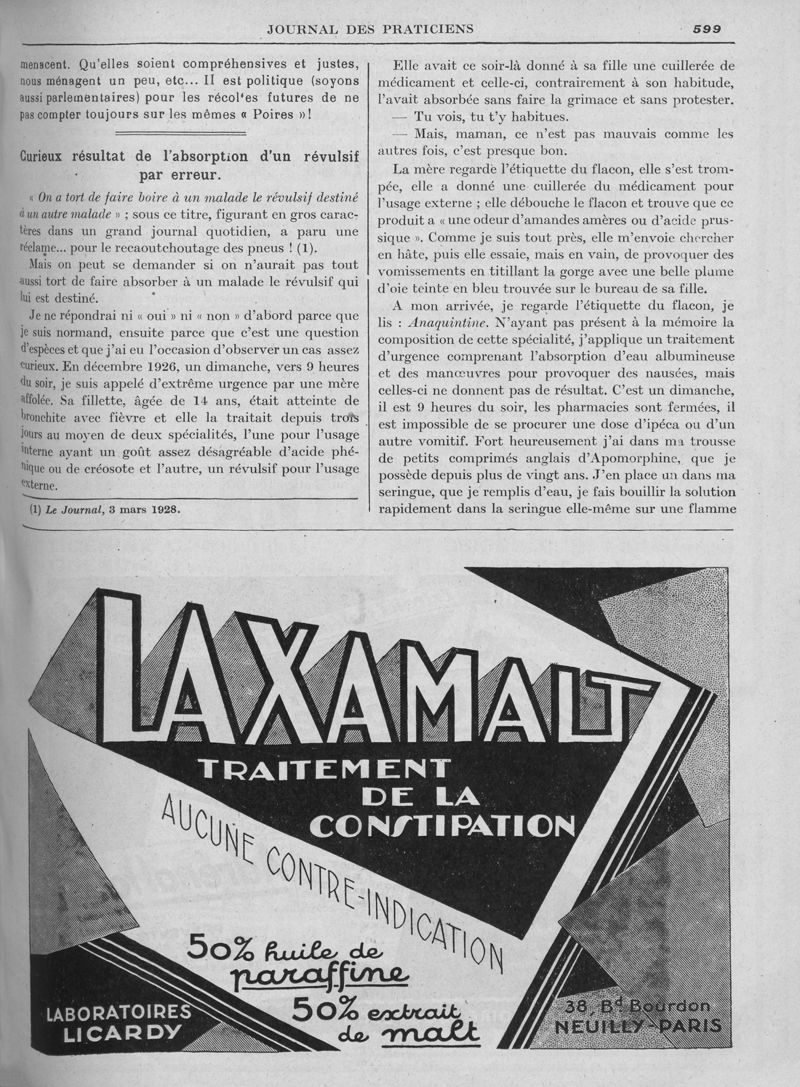 JOURNAL DES PRATICIENS
599
menacent. Qu'elles soient compréhensives et justes,
nous ménagent un peu, etc... Il est politique (soyons
aussi parlementaires) pour les récol'es futures de ne
pas compter toujours sur les mêmes « Poires » !
Curieux résultat de l'absorption d'un révulsif
par erreur.
« On a tort de faire boire à un malade le révulsif destiné
à un autre malade » ; sous ce titre, figurant en gros carac-
tères dans un grand journal quotidien, a paru une
réclame... pour le recaoutchoutage des pneus ! (1).
Mais on peut se demander si on n'aurait pas tout
aussi tort de faire absorber à un malade le révulsif qui
lui est destiné.
Je ne répondrai ni « oui » ni « non » d'abord parce que
je suis normand, ensuite parce que c'est une question
d'espèces et que j'ai eu l'occasion d'observer un cas assez
curieux. En décembre 1926, un dimanche, vers 9 heures
du soir, je suis appelé d'extrême urgence par une mère
affolée. Sa fillette, âgée de 14 ans, était atteinte de
bronchite avec fièvre et elle la traitait depuis trois
jours au moyen de deux spécialités, l'une pour l'usage
interne ayant un goût assez désagréable d'acide phé-
nique ou de créosote et l'autre, un révulsif pour l'usage
externe.
(1) Le Journal, 3 mars 1928.
Elle avait ce soir-là donné à sa fille une cuillerée de
médicament et celle-ci, contrairement à son habitude,
l'avait absorbée sans faire la grimace et sans protester.
— Tu vois, tu t'y habitues.
— Mais, maman, ce n'est pas mauvais comme les
autres fois, c'est presque bon.
La mère regarde l'étiquette du flacon, elle s'est trom-
pée, elle a donné une cuillerée du médicament pour
l'usage externe ; elle débouche le flacon et trouve que ce
produit a « une odeur d'amandes amères ou d'acide prus-
sique ». Comme je suis tout près, elle m'envoie chercher
en hâte, puis elle essaie, mais en vain, de provoquer des
vomissements en titillant la gorge avec une belle plume
d'oie teinte en bleu trouvée sur le bureau de sa fille.
A mon arrivée, je regarde l'étiquette du flacon, je
lis : Anaquintine. N'ayant pas présent à la mémoire la
composition de cette spécialité, j'applique un traitement
d'urgence comprenant l'absorption d'eau albumineuse
et des manœuvres pour provoquer des nausées, mais
celles-ci ne donnent pas de résultat. C'est un dimanche,
il est 9 heures du soir, les pharmacies sont fermées, il
est impossible de se procurer une dose d'ipéca ou d'un
autre vomitif. Fort heureusement j'ai dans ma trousse
de petits comprimés anglais d'Apomorphine, que je
possède depuis plus de vingt ans. J'en place un dans ma
seringue, que je remplis d'eau, je fais bouillir la solution
rapidement dans la seringue elle-même sur une flamme
LAXAMALT
TRAITEMENT
DE LA
CONSTIPATION
AUCUNE CONTRE-INDICATION
50% huile de
paraffine
50% extrait
de malt
LABORATOIRES
LICARDY
38, Bd Bourdon
NEUILLY-PARIS